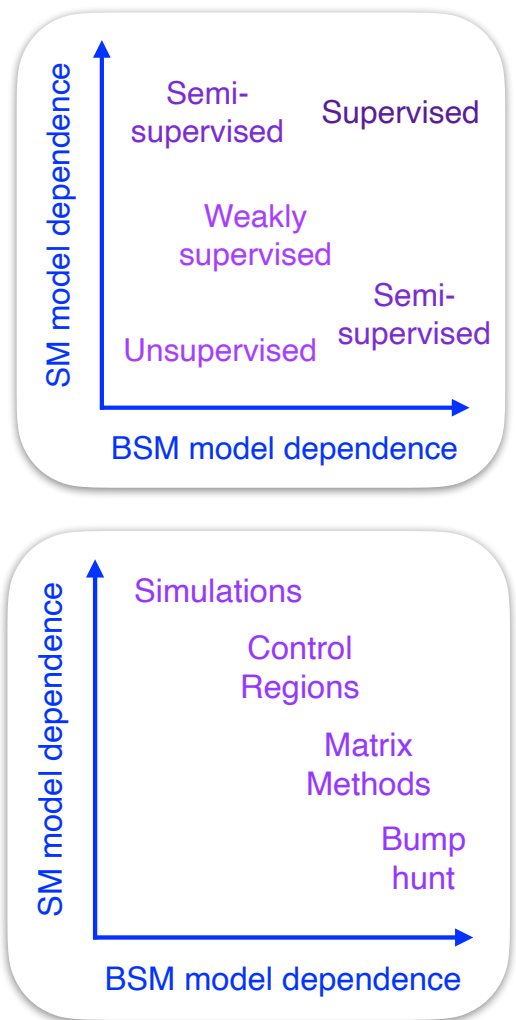 SM model dependence
Semi-
supervised
Supervised
Weakly
supervised
Semi-
supervised
Unsupervised
BSM model dependence
SM model dependence
Simulations
Control
Regions
Matrix
Methods
Bump
hunt
BSM model dependence